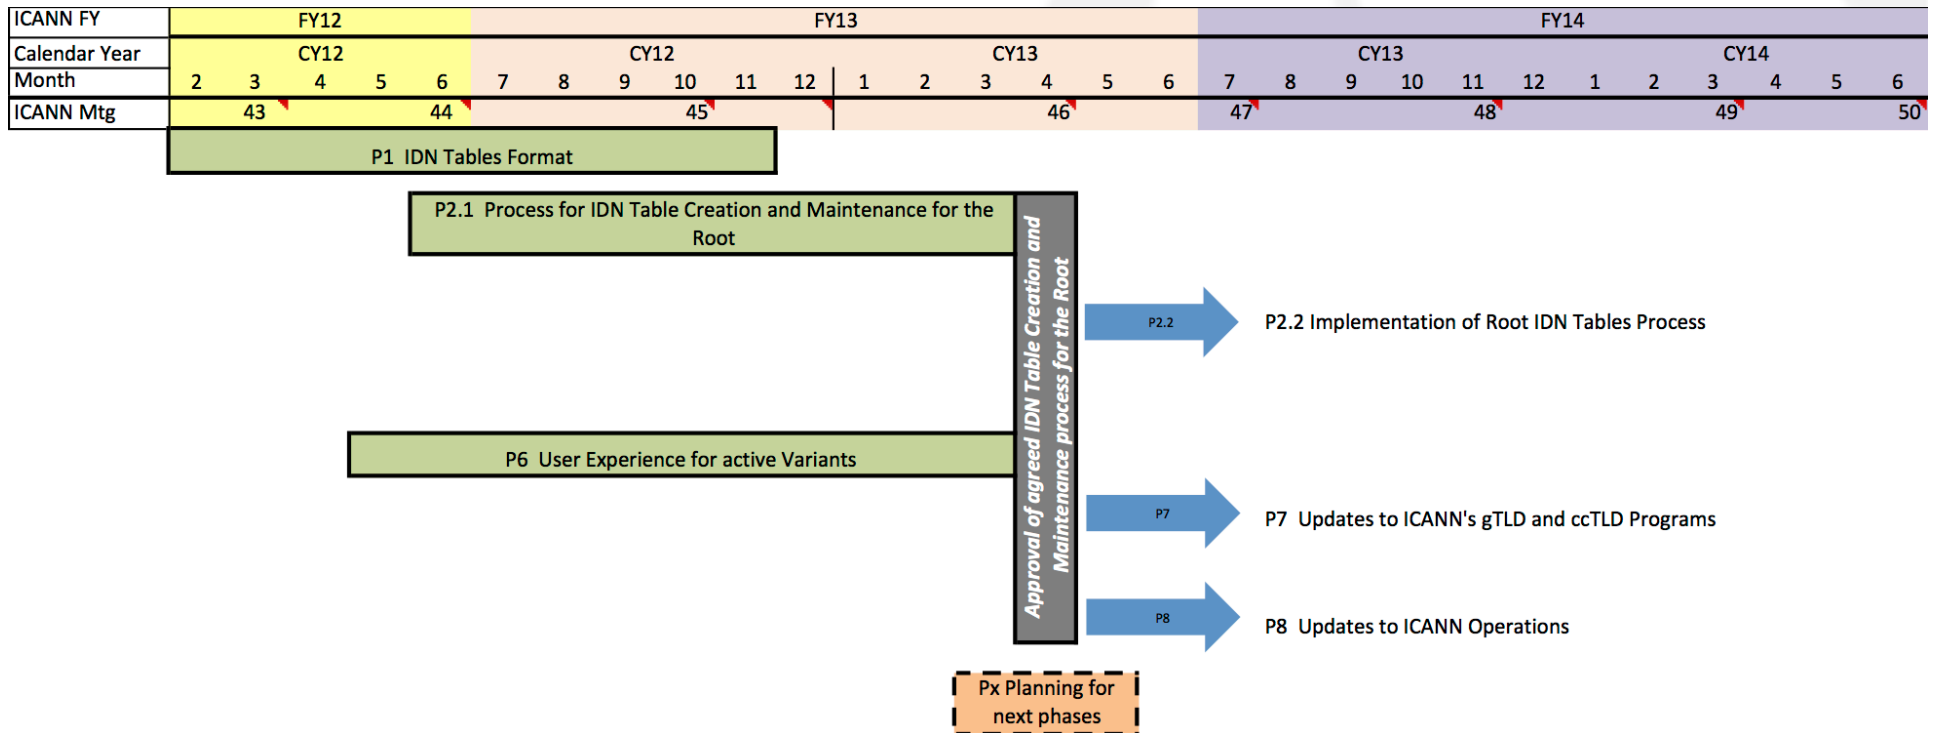 ICANN FY FY12 FY13 FY14
Calendar Year CY12 CY12 CY13 CY13 CY14
Month 2 3 4 5 6 7 8 9 10 11 12 1 2 3 4 5 6 7 8 9 10 11 12 1 2 3 4 5 6
ICANN Mtg 43 44 45 46 47 48 49 50
P1 IDN Tables Format
P2.1 Process for IDN Table Creation and Maintenance for the
Root
Approval of agreed IDN Table Creation and
Maintenance process for the Root
P2.2
P2.2 Implementation of Root IDN Tables Process
P6 User Experience for active Variants
P7
P7 Updates to ICANN's gTLD and ccTLD Programs
P8
P8 Updates to ICANN Operations
Px Planning for
next phases